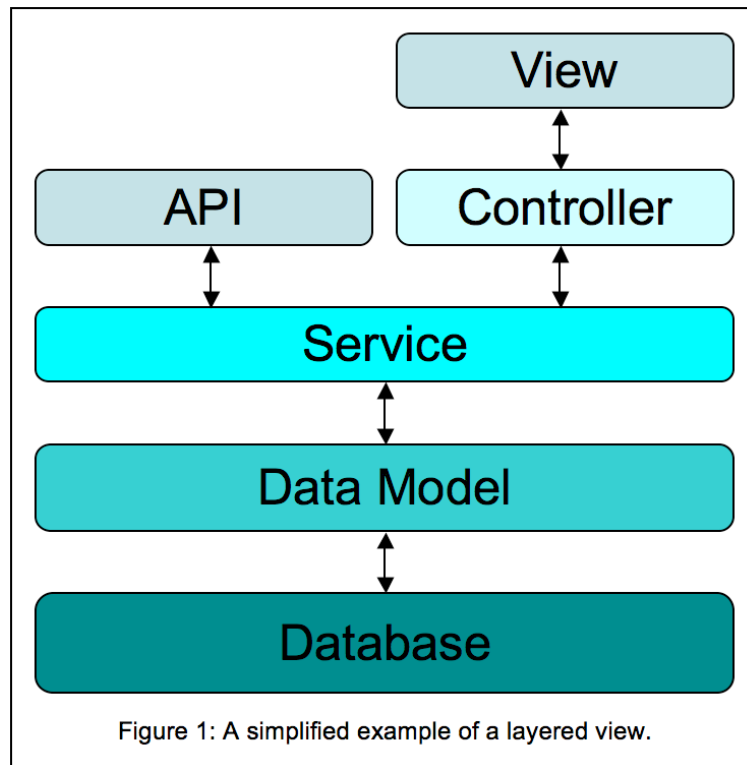 View
API
Controller
Service
Data Model
Database
Figure 1: A simplified example of a layered view.